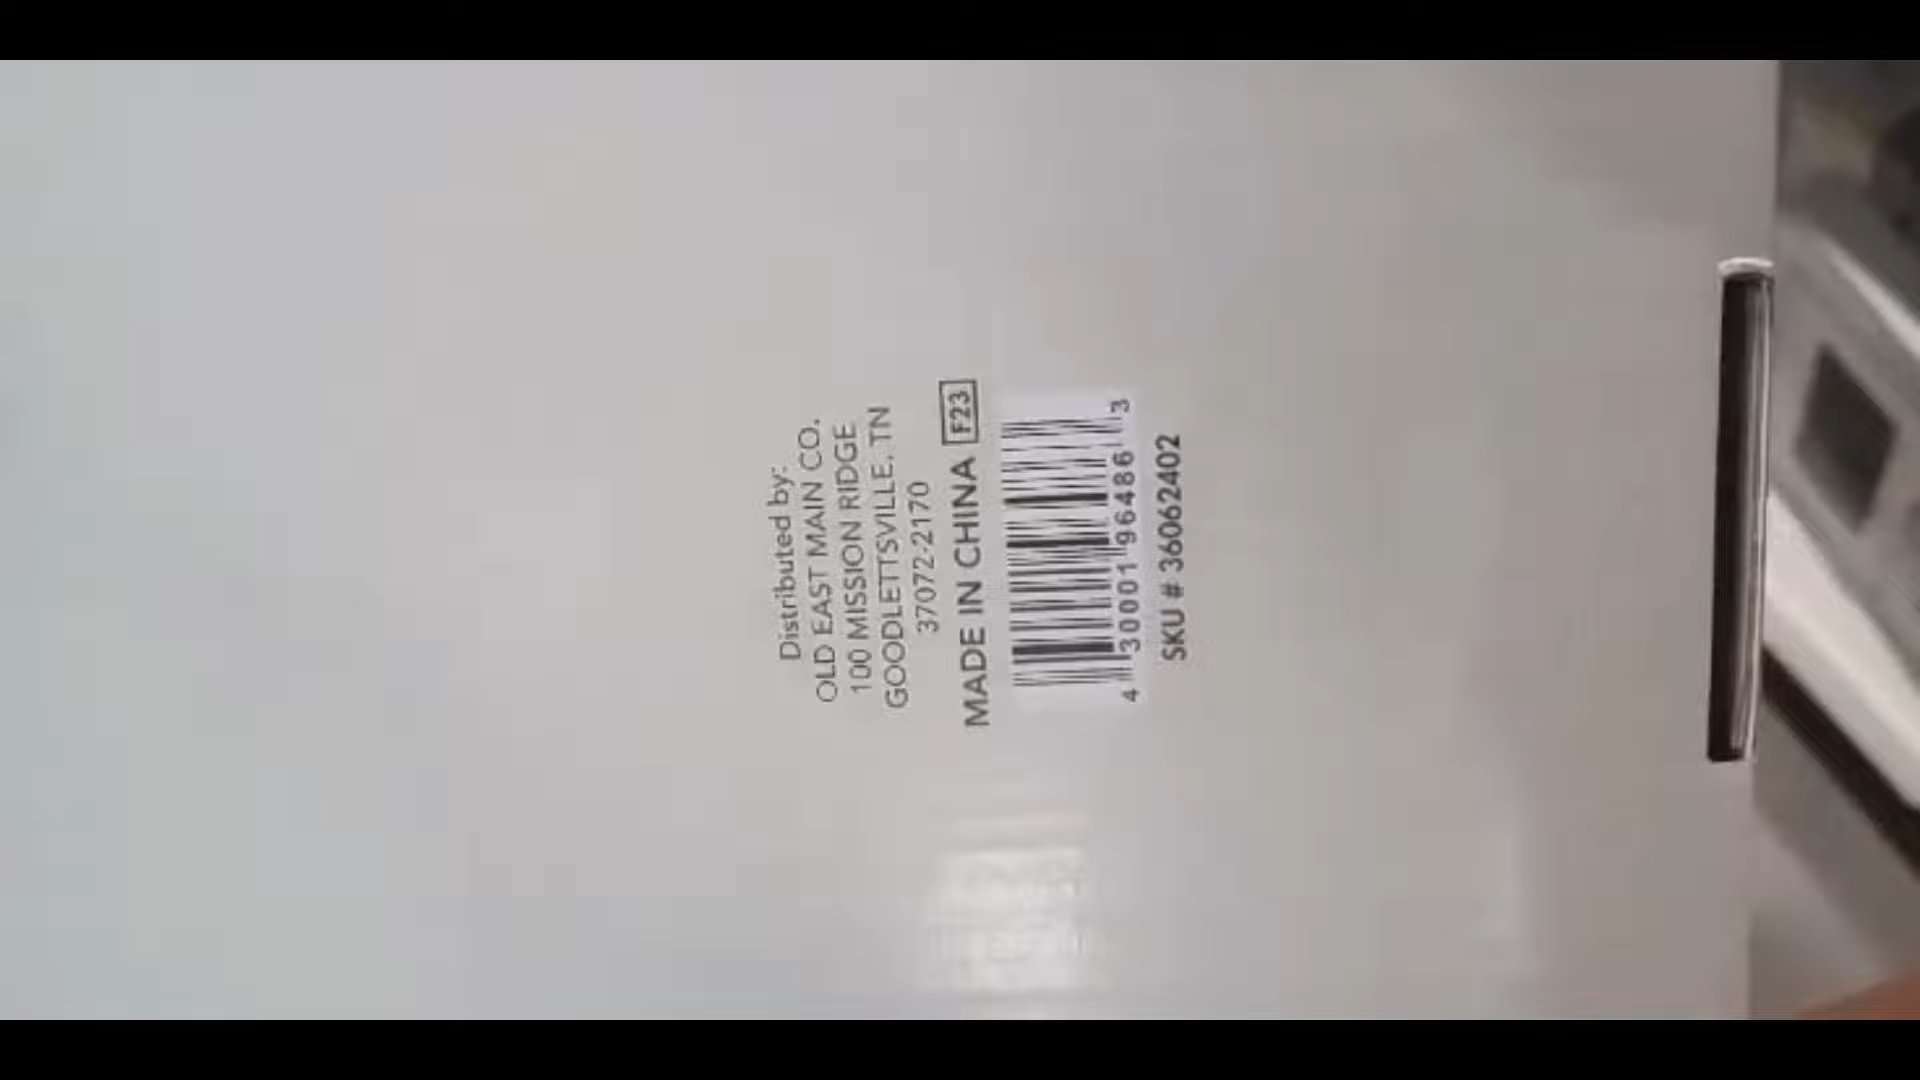 Distributed by:
OLD EAST MAIN CO.
100 MISSION RIDGE
GOODLETTSVILLE, TN
37072-2170
MADE IN CHINA F23
4 30001 96486 3
SKU # 36062402